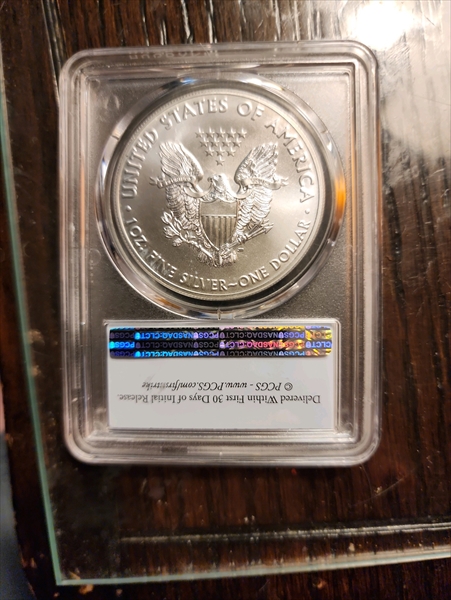 UNITED STATES OF AMERICA
1 OZ. FINE SILVER~ONE DOLLAR
PCGS NASDAQ:CLCT
Delivered Within First 30 Days of Initial Release.
© PCGS - www.PCGS.com/firststrike